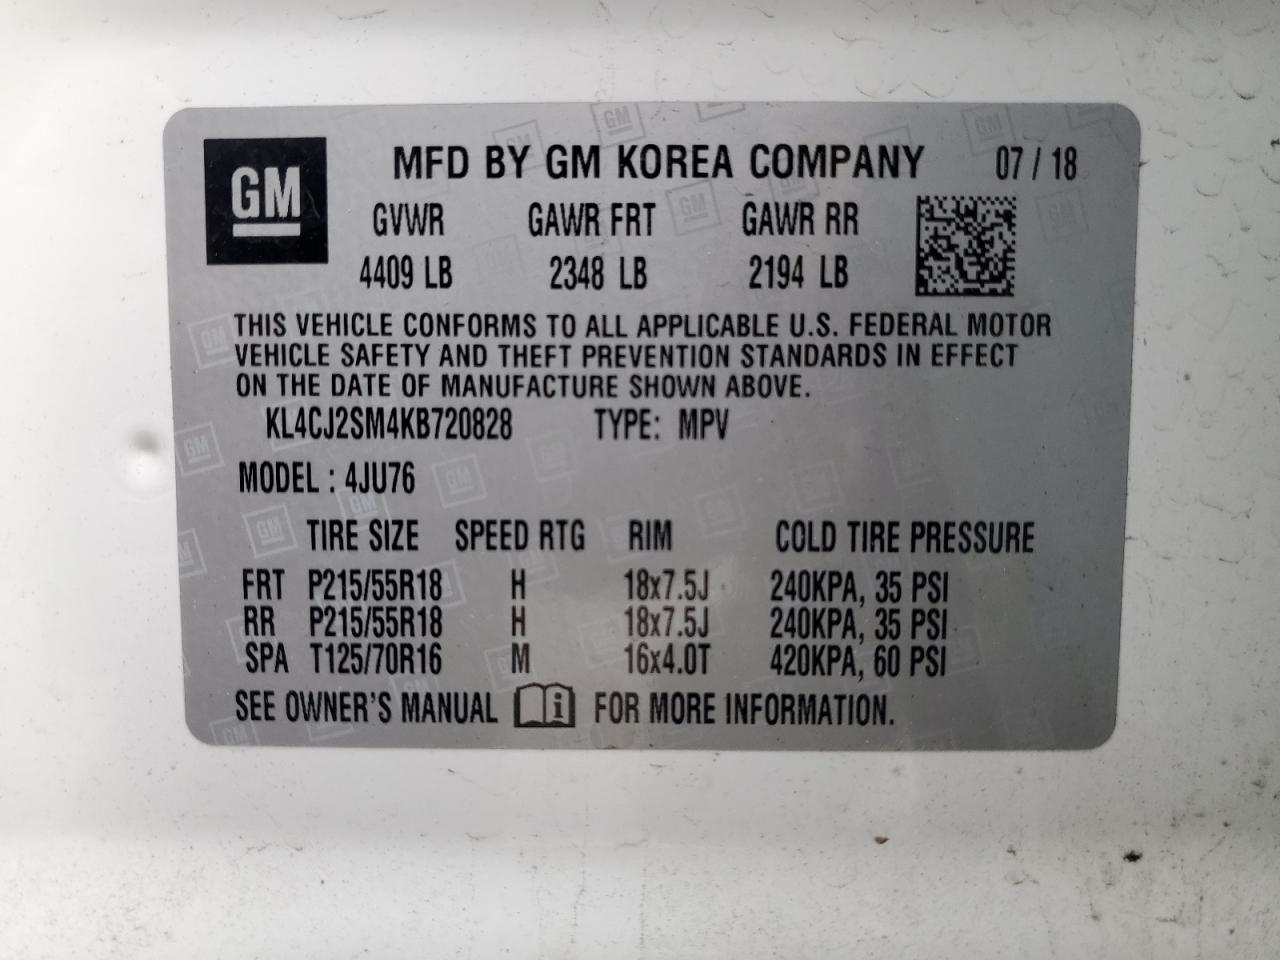 GM MFD BY GM KOREA COMPANY 07 / 18
GVWR GAWR FRT GAWR RR
4409 LB 2348 LB 2194 LB
THIS VEHICLE CONFORMS TO ALL APPLICABLE U.S. FEDERAL MOTOR
VEHICLE SAFETY AND THEFT PREVENTION STANDARDS IN EFFECT
ON THE DATE OF MANUFACTURE SHOWN ABOVE.
KL4CJ2SM4KB720828 TYPE: MPV
MODEL : 4JU76
TIRE SIZE SPEED RTG RIM COLD TIRE PRESSURE
FRT P215/55R18 H 18x7.5J 240KPA, 35 PSI
RR P215/55R18 H 18x7.5J 240KPA, 35 PSI
SPA T125/70R16 M 16x4.0T 420KPA, 60 PSI
SEE OWNER'S MANUAL i FOR MORE INFORMATION.